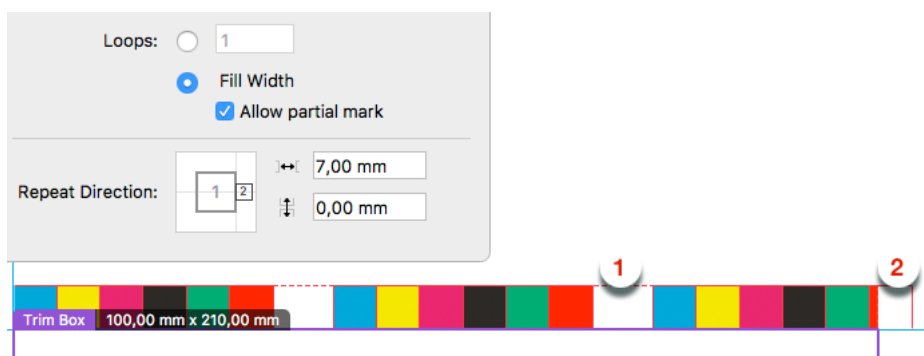 Loops: 1
Fill Width
Allow partial mark
Repeat Direction: 1 2 7,00 mm
0,00 mm
1 2
Trim Box 100,00 mm x 210,00 mm